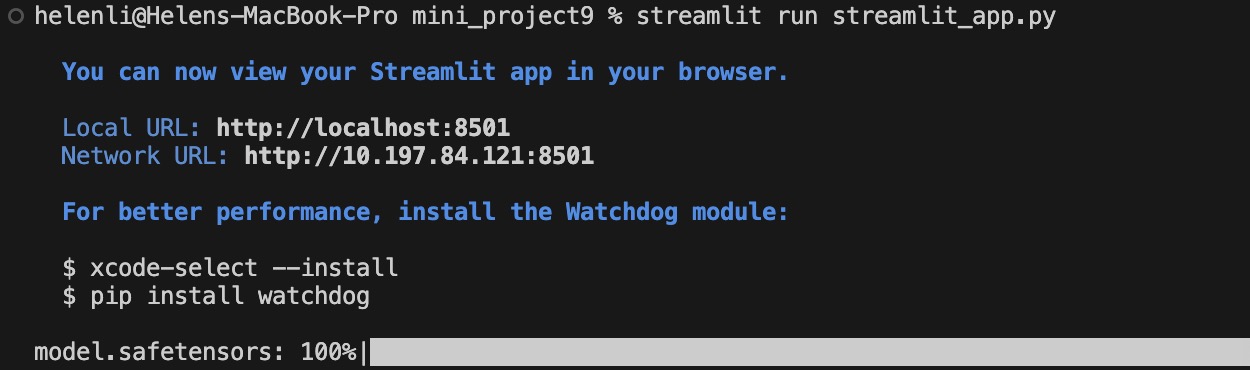 helenli@Helens-MacBook-Pro mini_project9 % streamlit run streamlit_app.py
You can now view your Streamlit app in your browser.
Local URL: http://localhost:8501
Network URL: http://10.197.84.121:8501
For better performance, install the Watchdog module:
$ xcode-select --install
$ pip install watchdog
model.safetensors: 100%|